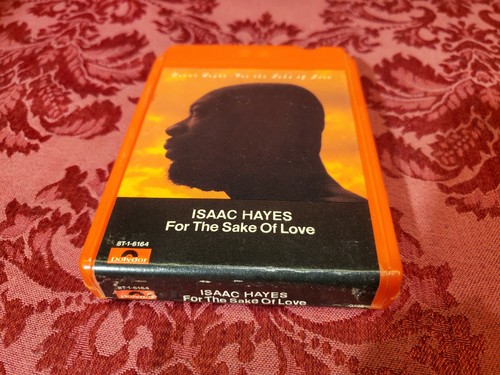 Isaac Hayes For the Sake of Love
ISAAC HAYES
For The Sake Of Love
8T-1-6164
polydor
ISAAC HAYES
For The Sake Of Love
8T-1-6164
polydor